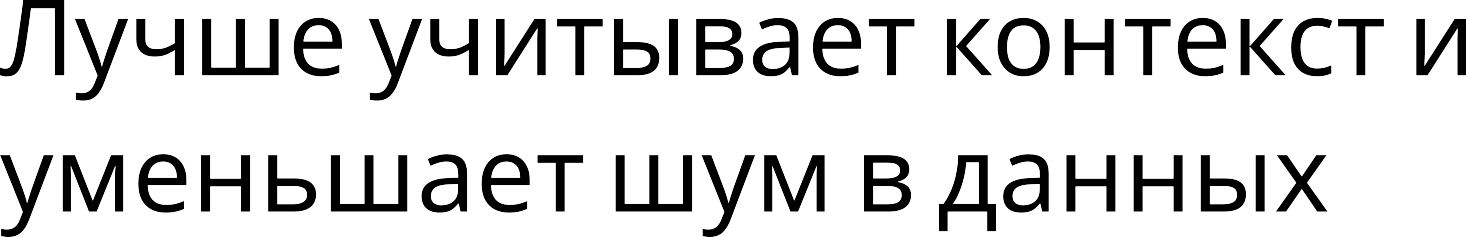 Лучше учитывает контекст и
уменьшает шум в данных